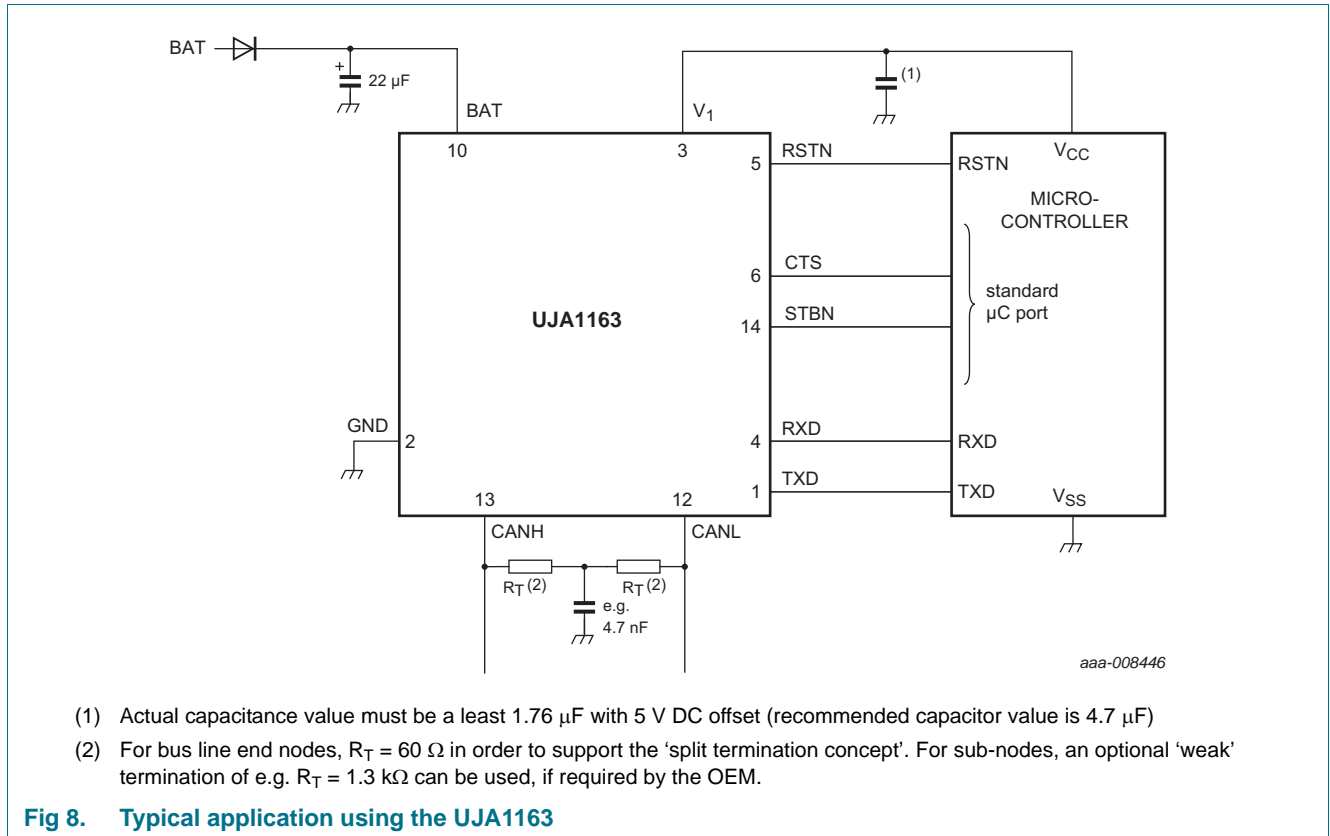 BAT
+
22 µF
(1)
BAT
V1
10
3
5
RSTN
RSTN
VCC
MICRO-
CONTROLLER
6
CTS
standard
µC port
14
STBN
UJA1163
GND
2
4
RXD
RXD
1
TXD
TXD
VSS
13
12
CANH
CANL
RT(2)
RT(2)
e.g.
4.7 nF
aaa-008446
(1) Actual capacitance value must be a least 1.76 µF with 5 V DC offset (recommended capacitor value is 4.7 µF)
(2) For bus line end nodes, RT = 60 Ω in order to support the ‘split termination concept’. For sub-nodes, an optional ‘weak’
termination of e.g. RT = 1.3 kΩ can be used, if required by the OEM.
Fig 8. Typical application using the UJA1163